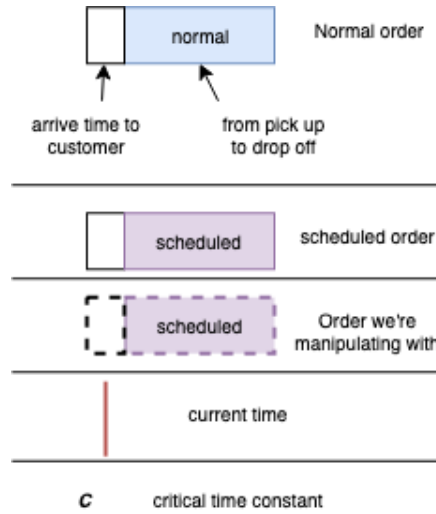 normal
Normal order
arrive time to
customer
from pick up
to drop off
scheduled
scheduled order
scheduled
Order we're
manipulating with
current time
C critical time constant